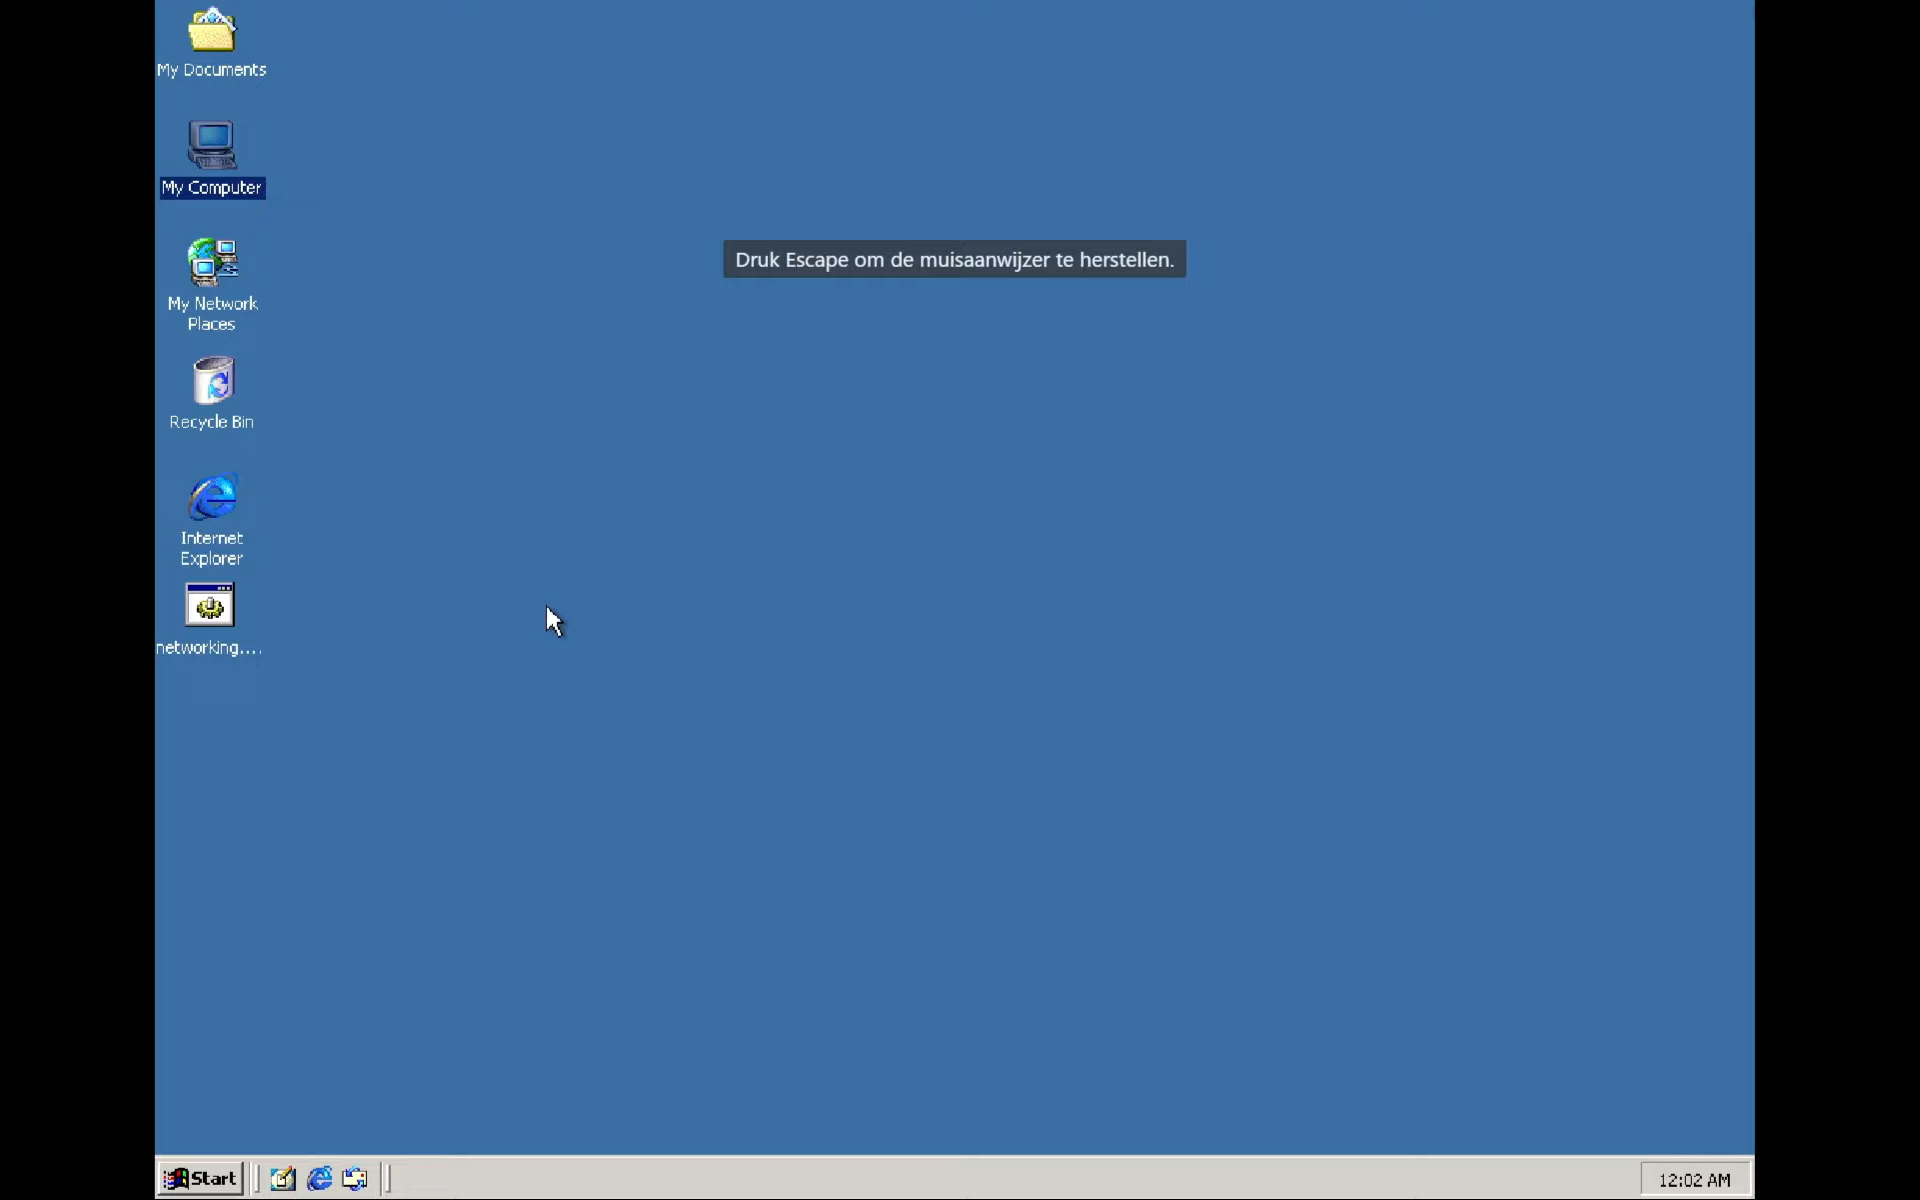 My Documents
My Computer
Druk Escape om de muisaanwijzer te herstellen.
My Network
Places
Recycle Bin
Internet
Explorer
networking....
Start
12:02 AM